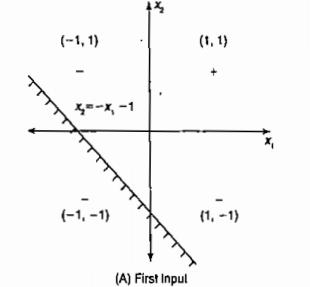 x₂
(−1, 1) (1, 1)
− +
x₂=−x₁ −1
x₁
− −
(−1, −1) (1, −1)
(A) First Input